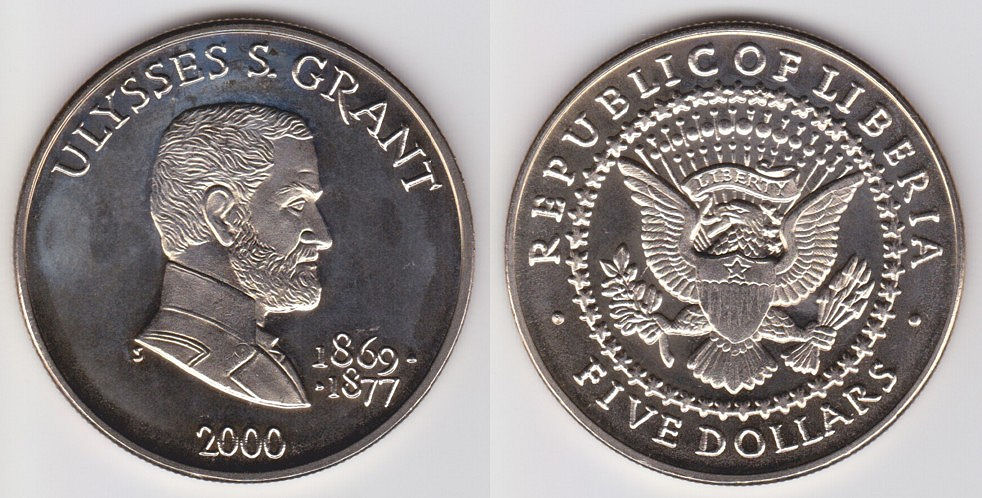 ULYSSES S. GRANT
1869-
-1877
S
2000
REPUBLIC OF LIBERIA
LIBERTY
FIVE DOLLARS